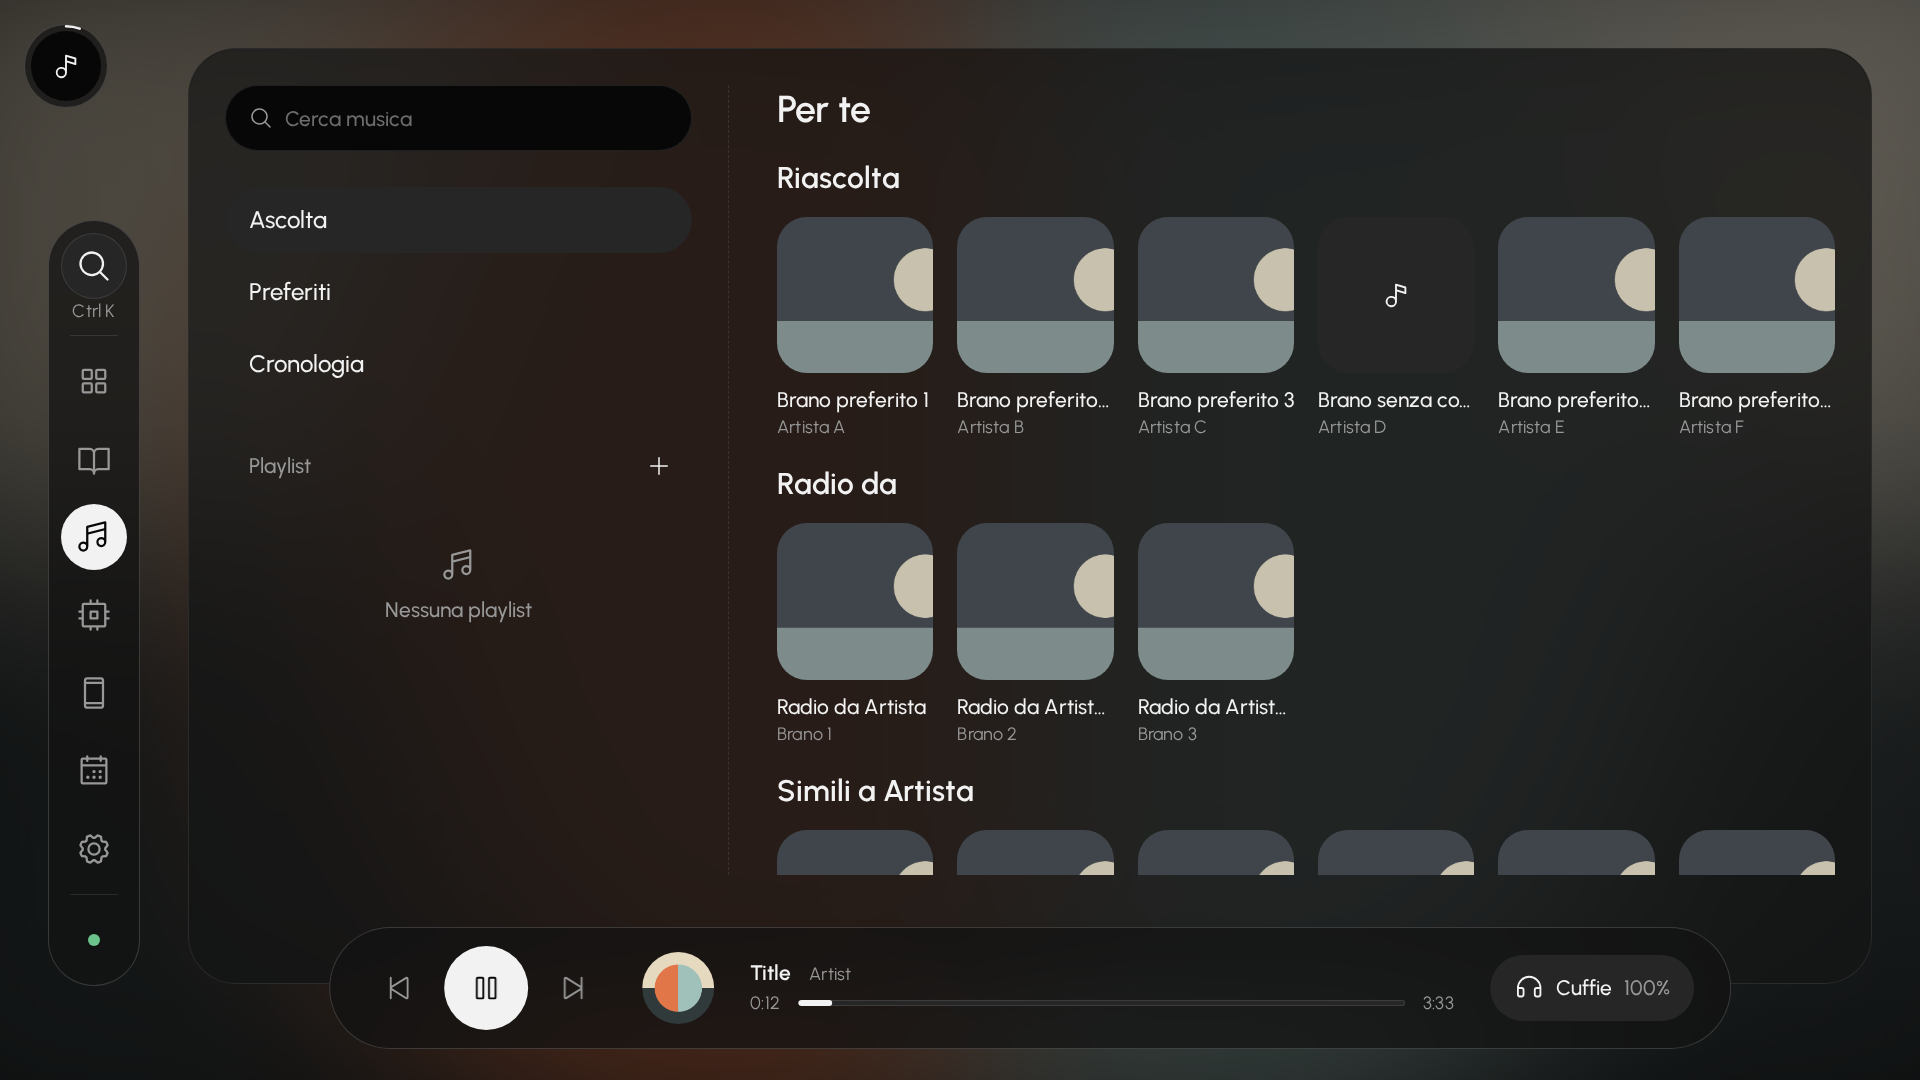 Cerca musica
Ascolta
Preferiti
Cronologia
Playlist
Nessuna playlist
Ctrl K
Per te
Riascolta
Brano preferito 1
Brano preferito...
Brano preferito 3
Brano senza co...
Brano preferito...
Brano preferito...
Artista A
Artista B
Artista C
Artista D
Artista E
Artista F
Radio da
Radio da Artista
Radio da Artist...
Radio da Artist...
Brano 1
Brano 2
Brano 3
Simili a Artista
Title Artist
0:12
3:33
Cuffie 100%